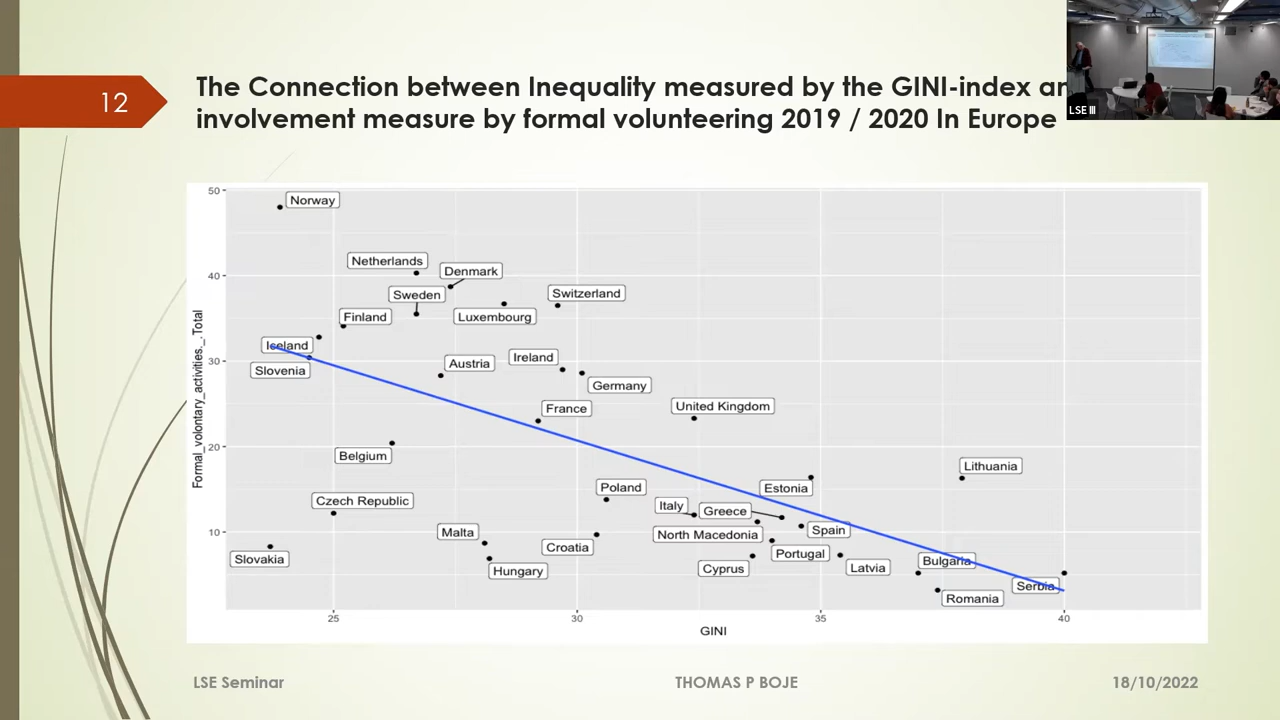 12
The Connection between Inequality measured by the GINI-index an
involvement measure by formal volunteering 2019 / 2020 In Europe
LSE III
Formal_volontary_activities_._Total
50
40
30
20
10
Norway
Netherlands
Denmark
Sweden
Switzerland
Finland
Luxembourg
Iceland
Slovenia
Austria
Ireland
Germany
France
United Kingdom
Belgium
Lithuania
Czech Republic
Poland
Estonia
Italy
Greece
Malta
North Macedonia
Spain
Croatia
Portugal
Slovakia
Hungary
Cyprus
Latvia
Bulgaria
Serbia
Romania
25
30
35
40
GINI
LSE Seminar
THOMAS P BOJE
18/10/2022